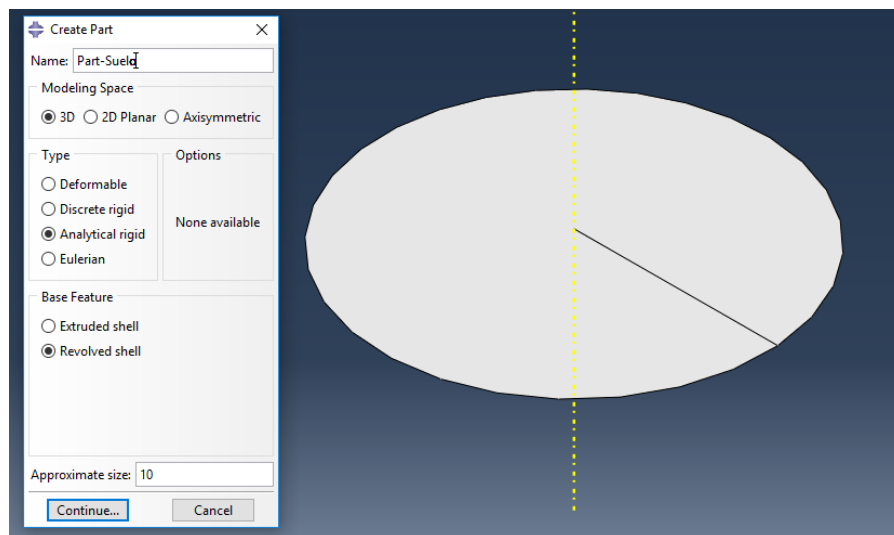 Create Part
Name: Part-Suelo
Modeling Space
3D 2D Planar Axisymmetric
Type
Options
Deformable
Discrete rigid
Analytical rigid
Eulerian
None available
Base Feature
Extruded shell
Revolved shell
Approximate size: 10
Continue... Cancel